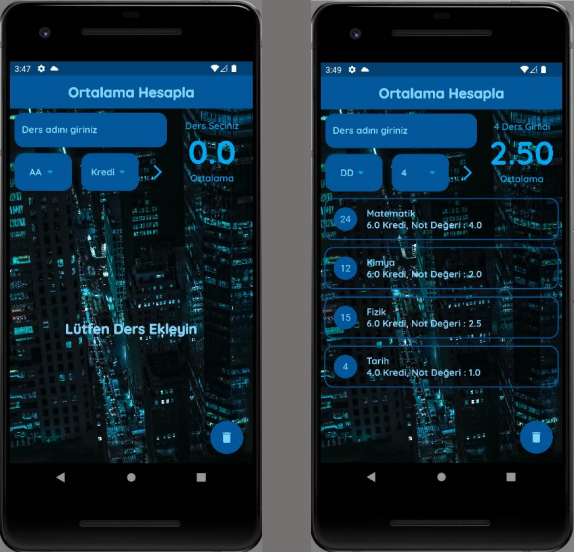 3:47
Ortalama Hesapla
Ders adını giriniz
Ders Seçiniz
0.0
AA
Kredi
Ortalama
Lütfen Ders Ekleyin
3:49
Ortalama Hesapla
Ders adını giriniz
4 Ders Girildi
2.50
DD
4
Ortalama
24
Matematik
6.0 Kredi, Not Değeri : 4.0
12
Kimya
6.0 Kredi, Not Değeri : 2.0
15
Fizik
6.0 Kredi, Not Değeri : 2.5
4
Tarih
4.0 Kredi, Not Değeri : 1.0